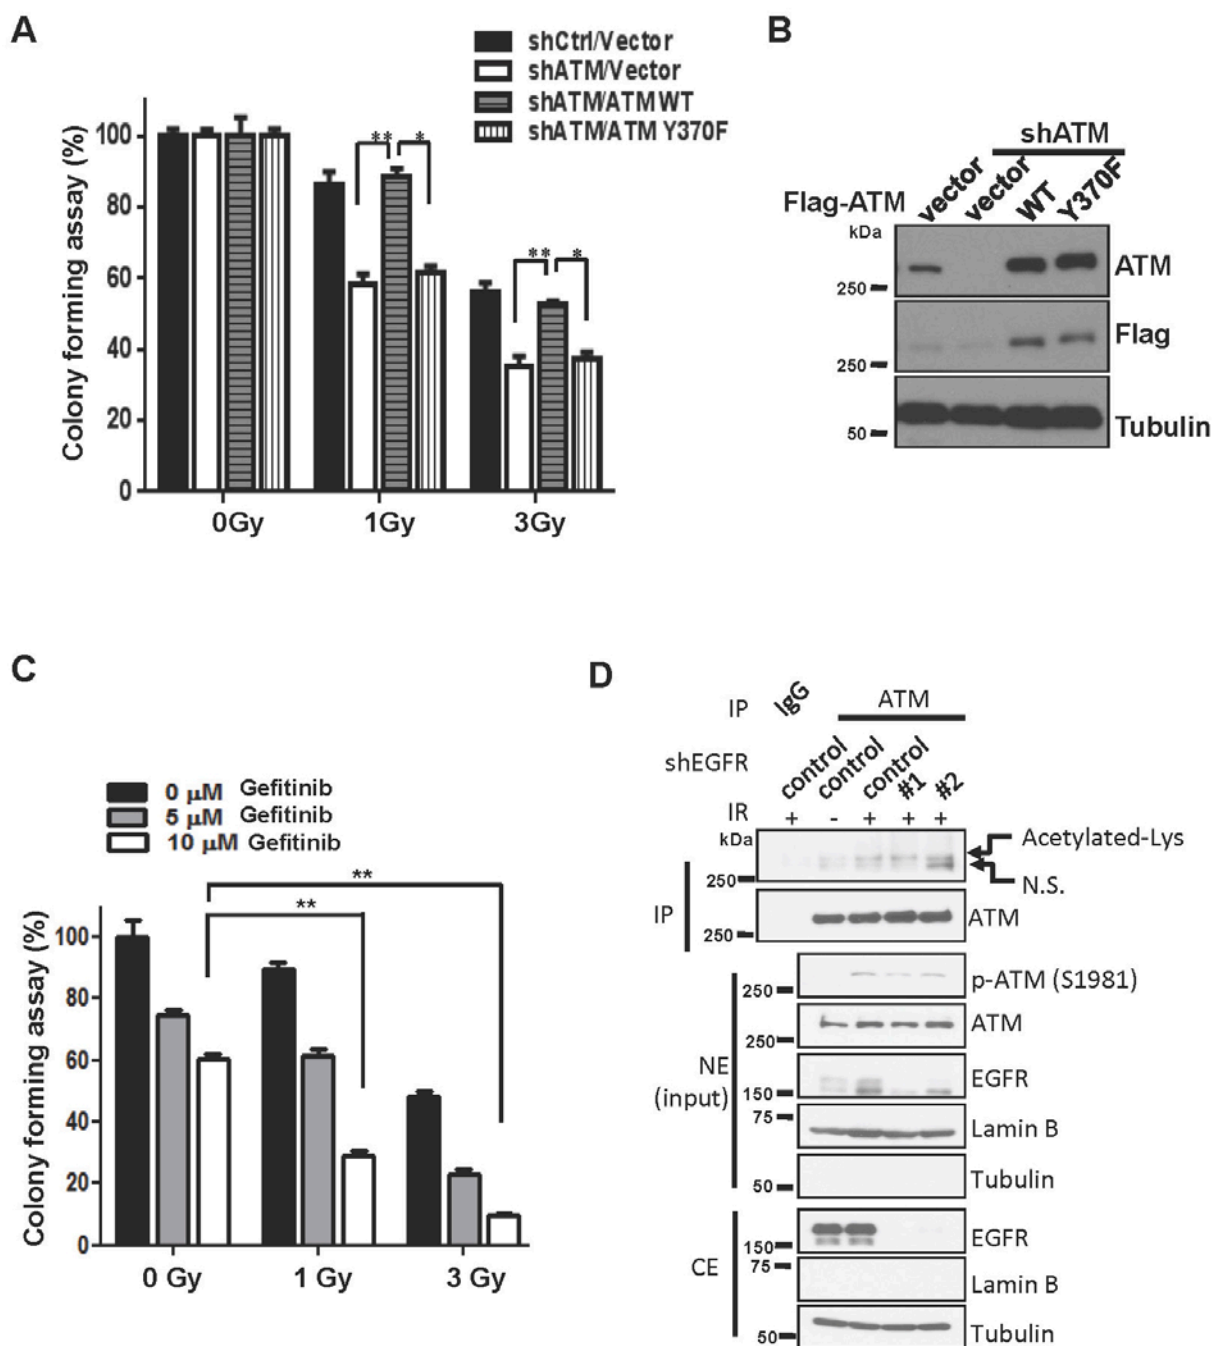 A
shCtrl/Vector
shATM/Vector
shATM/ATM WT
shATM/ATM Y370F
Colony forming assay (%)
100
80
60
40
20
0
** *
** *
0Gy 1Gy 3Gy
B
shATM
Flag-ATM vector vector WT Y370F
kDa
ATM
250
Flag
250
50 Tubulin
C
0 μM Gefitinib
5 μM Gefitinib
10 μM Gefitinib
**
**
Colony forming assay (%)
100
80
60
40
20
0
0 Gy 1 Gy 3 Gy
D
IP IgG ATM
shEGFR control control control #1 #2
IR + - + + +
kDa
Acetylated-Lys
250
N.S.
IP
ATM
250
NE
(input)
p-ATM (S1981)
250
ATM
250
EGFR
150
75
Lamin B
Tubulin
50
CE
EGFR
150
75
Lamin B
Tubulin
50